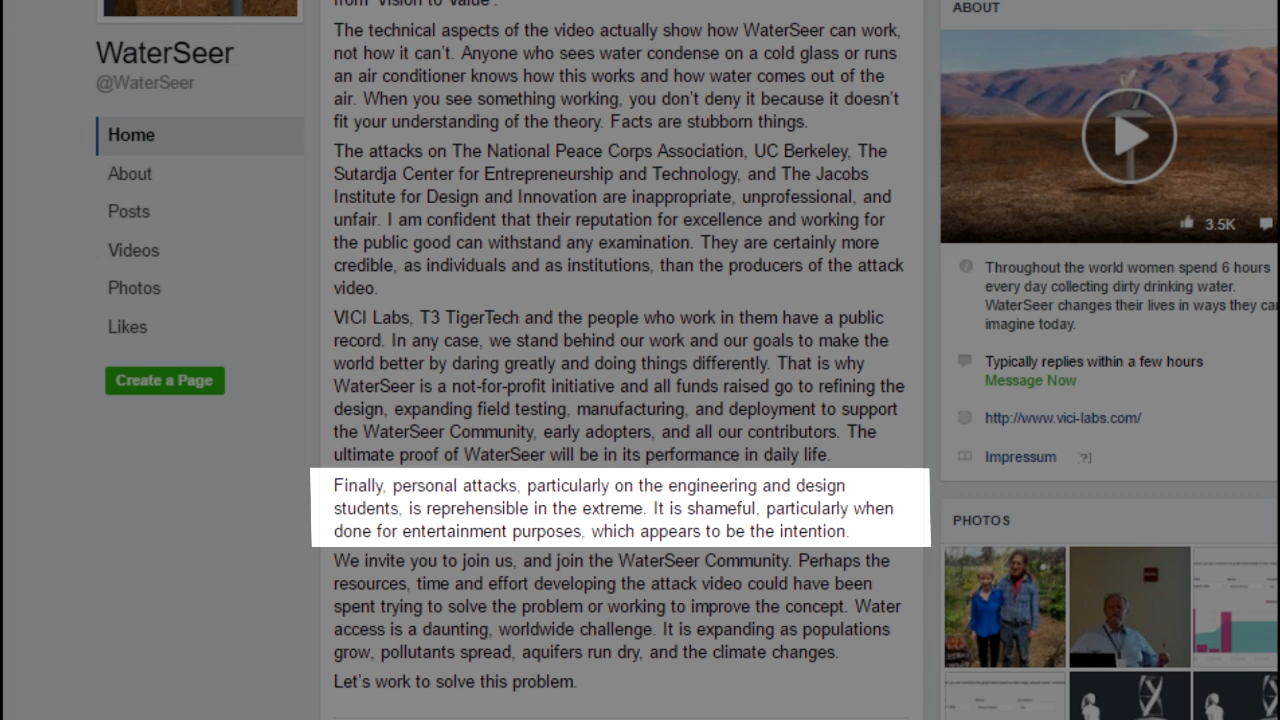 WaterSeer
@WaterSeer
Home
About
Posts
Videos
Photos
Likes
Create a Page
from 'Vision to Value'.
The technical aspects of the video actually show how WaterSeer can work,
not how it can't. Anyone who sees water condense on a cold glass or runs
an air conditioner knows how this works and how water comes out of the
air. When you see something working, you don't deny it because it doesn't
fit your understanding of the theory. Facts are stubborn things.
The attacks on The National Peace Corps Association, UC Berkeley, The
Sutardja Center for Entrepreneurship and Technology, and The Jacobs
Institute for Design and Innovation are inappropriate, unprofessional, and
unfair. I am confident that their reputation for excellence and working for
the public good can withstand any examination. They are certainly more
credible, as individuals and as institutions, than the producers of the attack
video.
VICI Labs, T3 TigerTech and the people who work in them have a public
record. In any case, we stand behind our work and our goals to make the
world better by daring greatly and doing things differently. That is why
WaterSeer is a not-for-profit initiative and all funds raised go to refining the
design, expanding field testing, manufacturing, and deployment to support
the WaterSeer Community, early adopters, and all our contributors. The
ultimate proof of WaterSeer will be in its performance in daily life.
Finally, personal attacks, particularly on the engineering and design
students, is reprehensible in the extreme. It is shameful, particularly when
done for entertainment purposes, which appears to be the intention.
We invite you to join us, and join the WaterSeer Community. Perhaps the
resources, time and effort developing the attack video could have been
spent trying to solve the problem or working to improve the concept. Water
access is a daunting, worldwide challenge. It is expanding as populations
grow, pollutants spread, aquifers run dry, and the climate changes.
Let's work to solve this problem.
ABOUT
3.5K
Throughout the world women spend 6 hours
every day collecting dirty drinking water.
WaterSeer changes their lives in ways they can
imagine today.
Typically replies within a few hours
Message Now
http://www.vici-labs.com/
Impressum [?]
PHOTOS